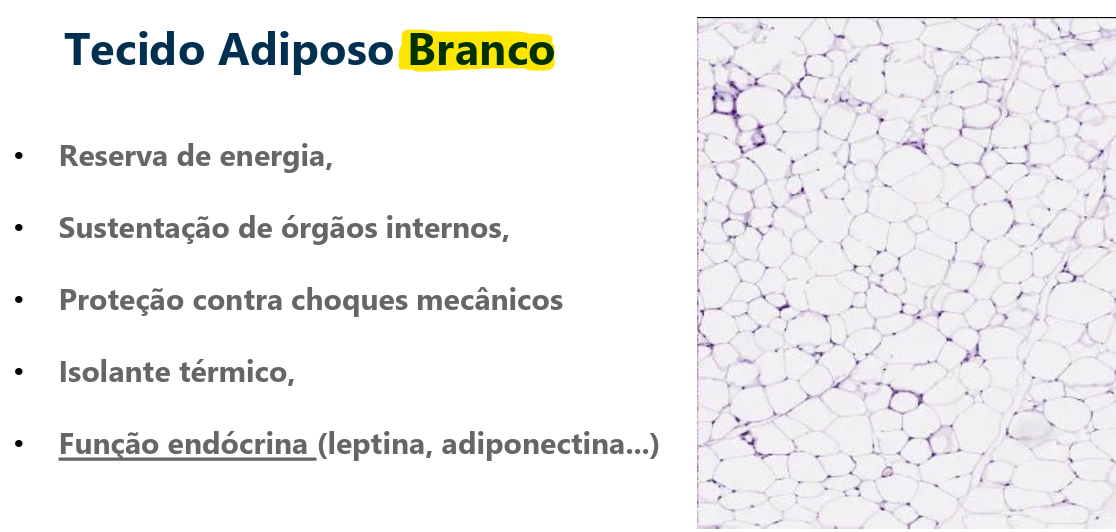 Tecido Adiposo Branco
• Reserva de energia,
• Sustentação de órgãos internos,
• Proteção contra choques mecânicos
• Isolante térmico,
• Função endócrina (leptina, adiponectina...)